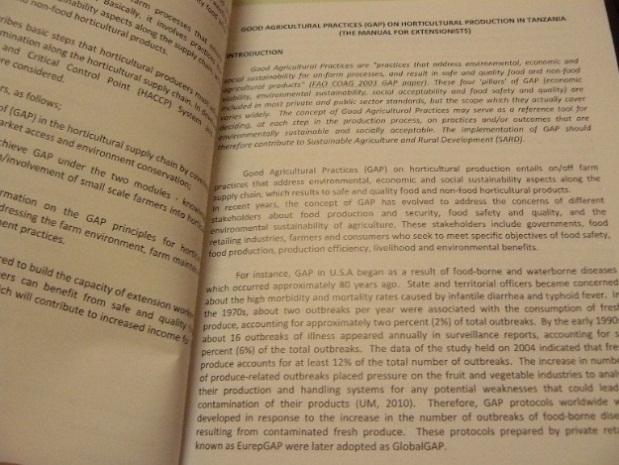 farm processes that
Basically, it involves
sustainability aspects along the supply chain
and non-food horticultural products.
ribes basic steps that horticultural producers must
mination along the horticultural supply chain.
and Critical Control Point (HACCP) System
re considered.
rs, as follows;
of (GAP) in the horticultural supply chain by
arket access and environment conservation;
chieve GAP under the two modules -
/involvement of small scale farmers into
rmation on the GAP principles for
dressing the farm environment, farm
ent practices.
red to build the capacity of extension
ers can benefit from safe and quality
ch will contribute to increased income
GOOD AGRICULTURAL PRACTICES (GAP) ON HORTICULTURAL PRODUCTION IN TANZANIA
(THE MANUAL FOR EXTENSIONISTS)
INTRODUCTION
Good Agricultural Practices are "practices that address environmental, economic and
social sustainability for on-farm processes, and result in safe and quality food and non-food
agricultural products" (FAO COAG 2003 GAP paper). These four 'pillars' of GAP (economic
viability, environmental sustainability, social acceptability and food safety and quality) are
included in most private and public sector standards, but the scope which they actually cover
varies widely. The concept of Good Agricultural Practices may serve as a reference tool for
deciding, at each step in the production process, on practices and/or outcomes that are
environmentally sustainable and socially acceptable. The implementation of GAP should
therefore contribute to Sustainable Agriculture and Rural Development (SARD).
Good Agricultural Practices (GAP) on horticultural production entails on/off farm
practices that address environmental, economic and social sustainability aspects along the
supply chain, which results to safe and quality food and non-food horticultural products.
In recent years, the concept of GAP has evolved to address the concerns of different
stakeholders about food production and security, food safety and quality, and the
environmental sustainability of agriculture. These stakeholders include governments, food
retailing industries, farmers and consumers who seek to meet specific objectives of food safety,
food production, production efficiency, livelihood and environmental benefits.
For instance, GAP in U.S.A began as a result of food-borne and waterborne diseases
which occurred approximately 80 years ago. State and territorial officers became concerned
about the high morbidity and mortality rates caused by infantile diarrhea and typhoid fever. In
the 1970s, about two outbreaks per year were associated with the consumption of fres
produce, accounting for approximately two percent (2%) of total outbreaks. By the early 1990
about 16 outbreaks of illness appeared annually in surveillance reports, accounting for s
percent (6%) of the total outbreaks. The data of the study held on 2004 indicated that fre
produce accounts for at least 12% of the total number of outbreaks. The increase in numbe
of produce-related outbreaks placed pressure on the fruit and vegetable industries to anal
their production and handling systems for any potential weaknesses that could lead
contamination of their products (UM, 2010). Therefore, GAP protocols worldwide w
developed in response to the increase in the number of outbreaks of food-borne dise
resulting from contaminated fresh produce. These protocols prepared by private reta
known as EurepGAP were later adopted as GlobalGAP.